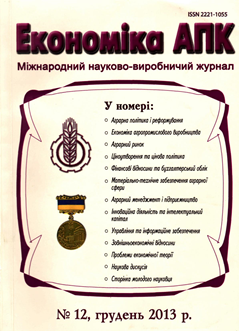 ISSN 2221-1055
Економіка АПК
Міжнародний науково-виробничий журнал
У номері:
Аграрна політика і реформування
Економіка агропромислового виробництва
Аграрний ринок
Ціноутворення та цінова політика
Фінансові відносини та бухгалтерський облік
Матеріально-технічне забезпечення аграрної
сфери
Аграрний менеджмент і підприємництво
Інноваційна діяльність та інтелектуальний
капітал
Управління та інформаційне забезпечення
Зовнішньоекономічні відносини
Проблеми економічної теорії
Наукова дискусія
Сторінка молодого науковця
№ 12, грудень 2013 р.